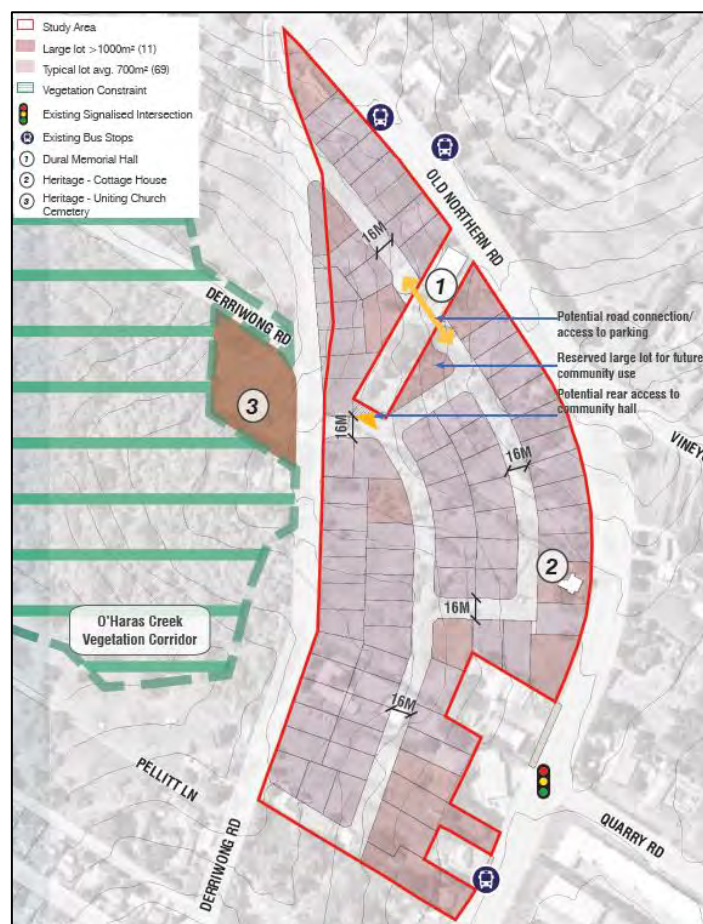 Study Area
Large lot >1000m² (11)
Typical lot avg. 700m² (69)
Vegetation Constraint
Existing Signalised Intersection
Existing Bus Stops
1 Dural Memorial Hall
2 Heritage - Cottage House
3 Heritage - Uniting Church
Cemetery
OLD NORTHERN RD
16M
1
DERRIWONG RD
Potential road connection/
access to parking
Reserved large lot for future
community use
Potential rear access to
community hall
3
16M
16M
VINEY
2
16M
O'Haras Creek
Vegetation Corridor
16M
PELLITT LN
DERRIWONG RD
QUARRY RD